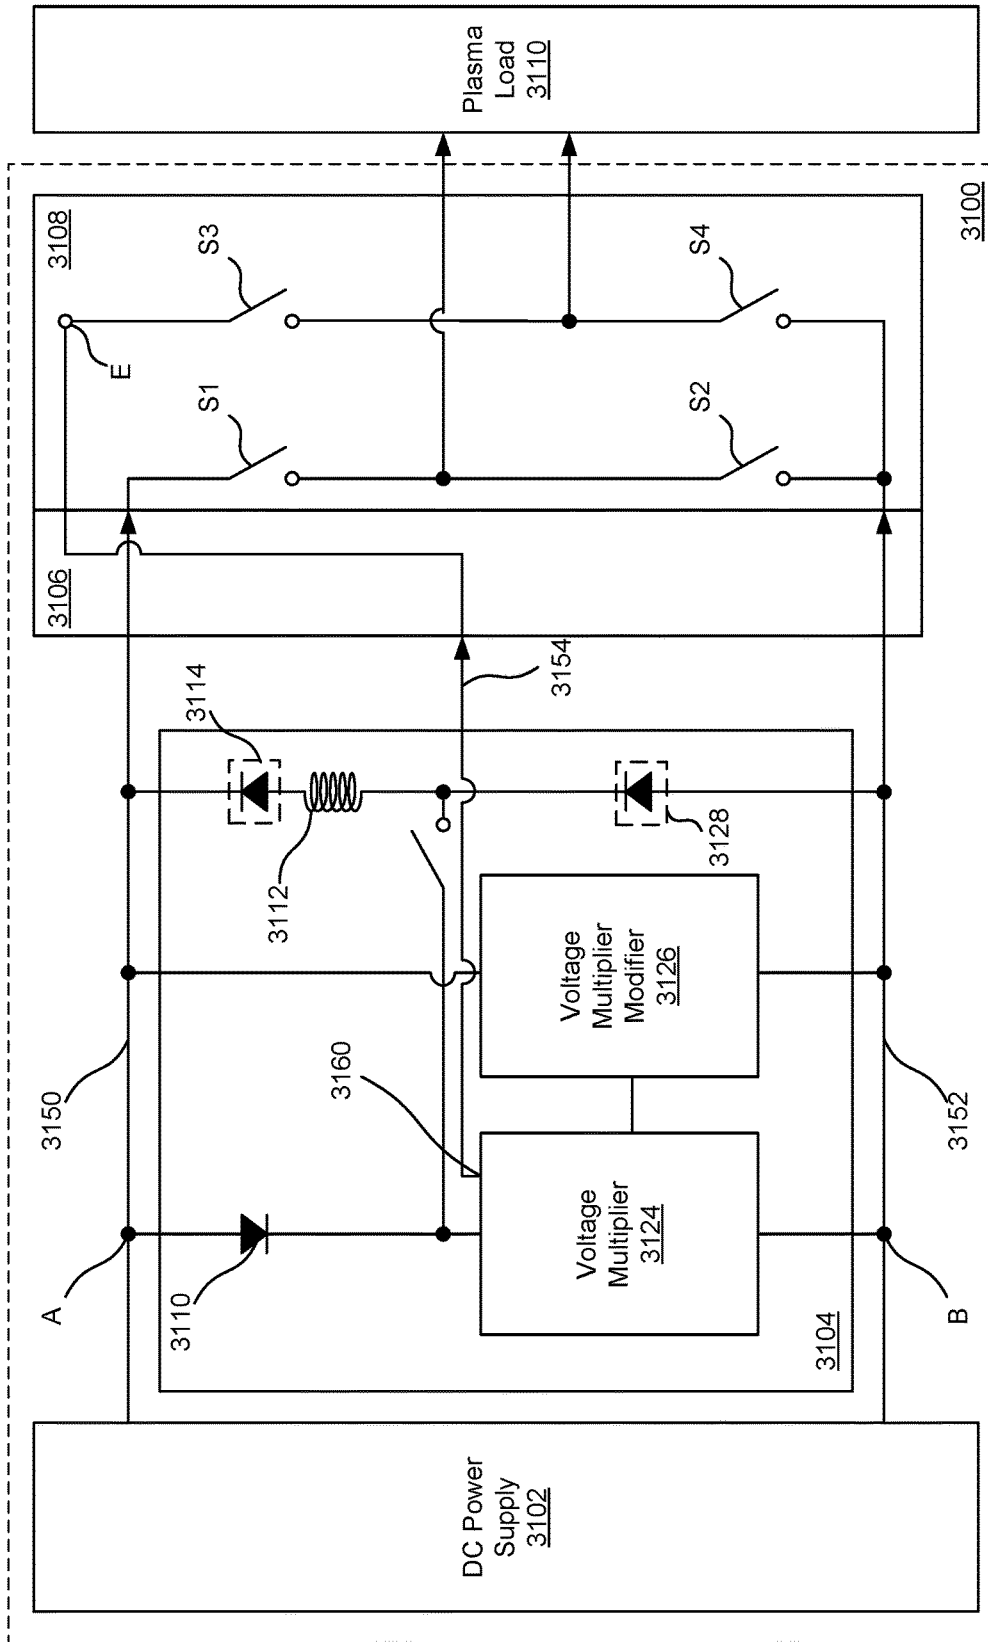 3150
A
3110
DC Power
Supply
3102
3104
Voltage
Multiplier
3124
3160
Voltage
Multiplier
Modifier
3126
3112
3114
3128
3154
3152
B
3106
3108
E
S1
S3
S2
S4
3100
Plasma
Load
3110